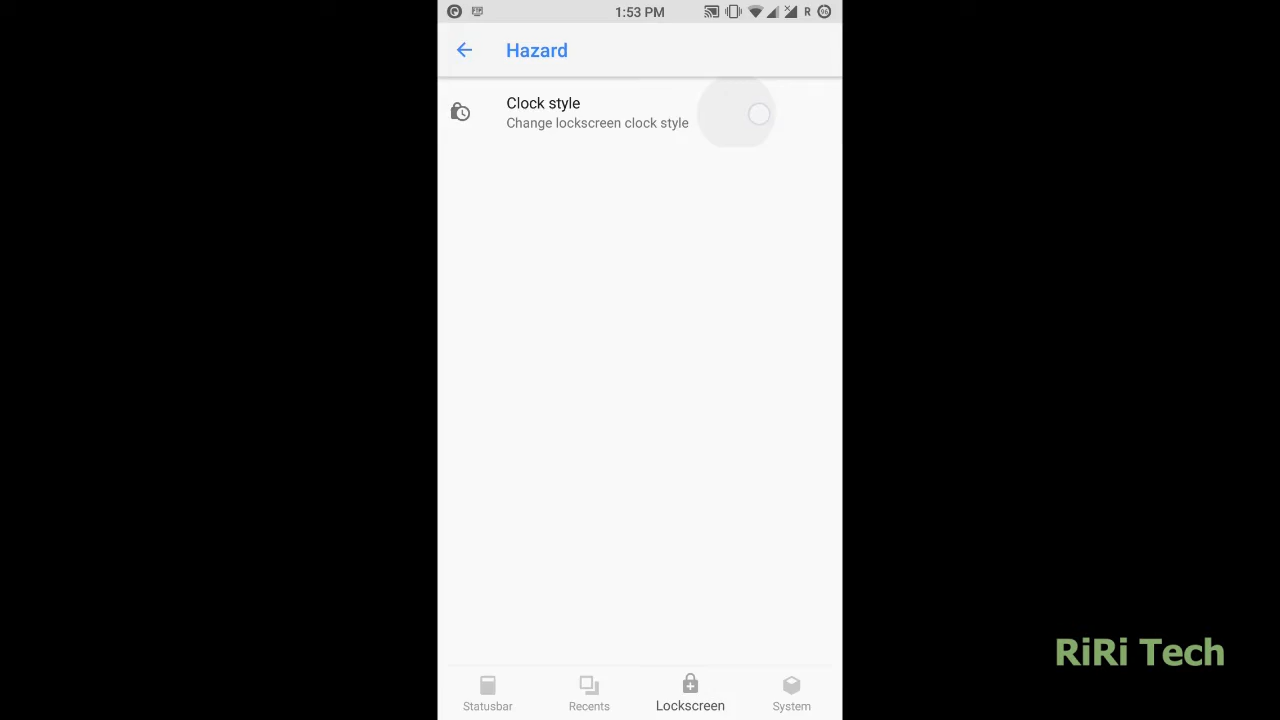 1:53 PM
R
Hazard
Clock style
Change lockscreen clock style
Statusbar
Recents
Lockscreen
System
RiRi Tech